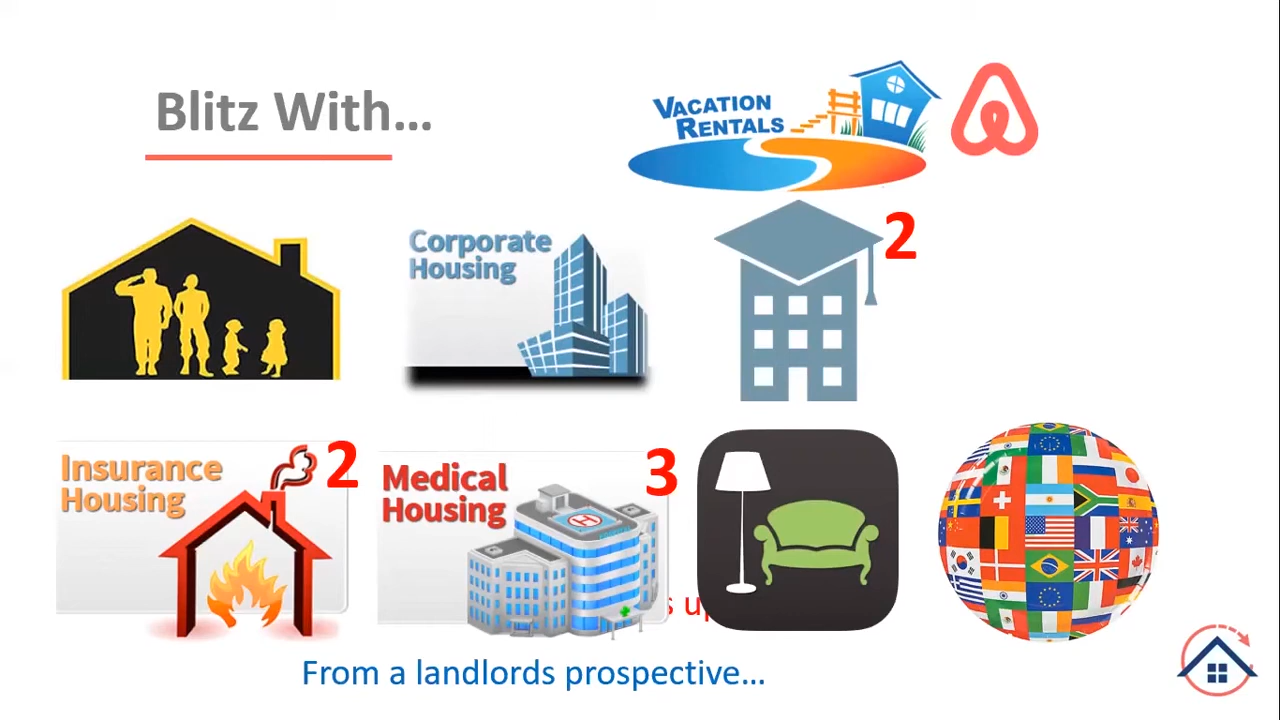 Blitz With...
VACATION
RENTALS
Corporate
Housing
2
Insurance
Housing
2
Medical
Housing
3
H
From a landlords prospective...